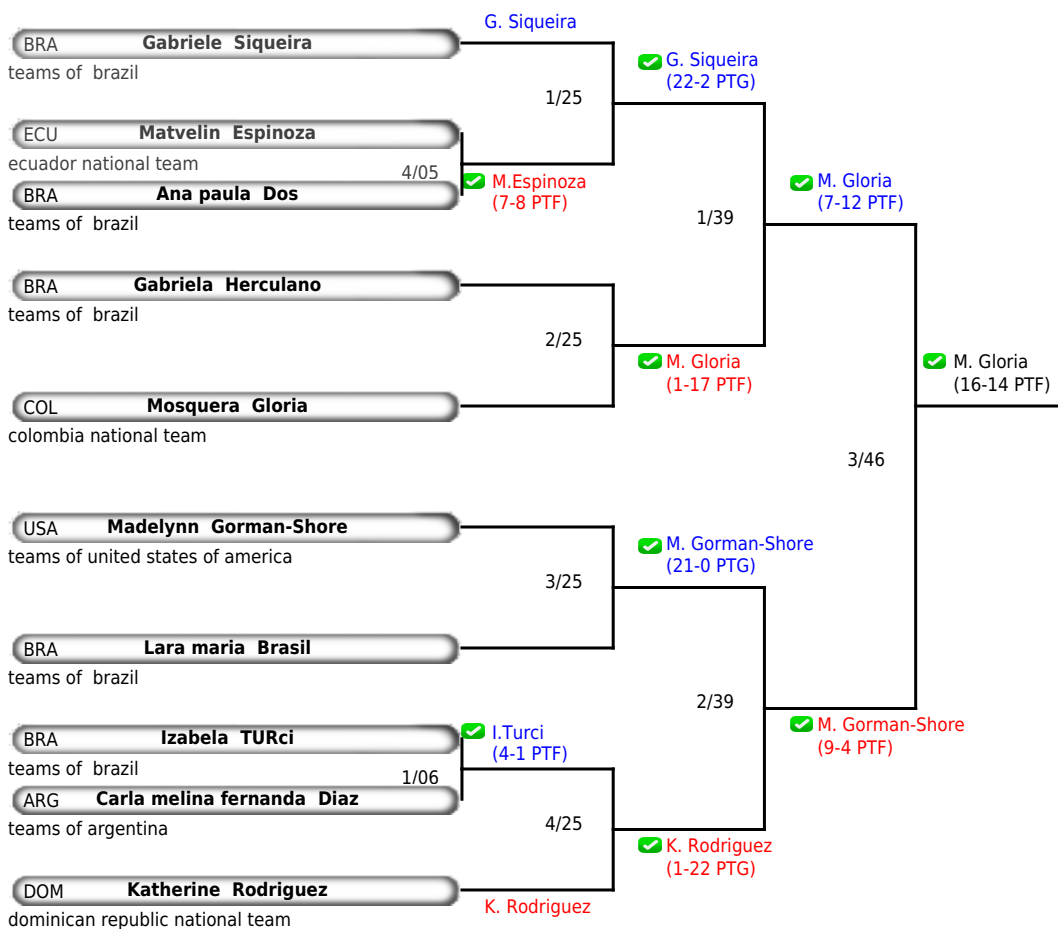 G. Siqueira
BRA Gabriele Siqueira
teams of brazil
G. Siqueira
(22-2 PTG)
1/25
ECU Matvelin Espinoza
ecuador national team
4/05
M.Espinoza
(7-8 PTF)
BRA Ana paula Dos
teams of brazil
M. Gloria
(7-12 PTF)
1/39
BRA Gabriela Herculano
teams of brazil
2/25
M. Gloria
(1-17 PTF)
M. Gloria
(16-14 PTF)
COL Mosquera Gloria
colombia national team
3/46
USA Madelynn Gorman-Shore
teams of united states of america
M. Gorman-Shore
(21-0 PTG)
3/25
BRA Lara maria Brasil
teams of brazil
2/39
M. Gorman-Shore
(9-4 PTF)
BRA Izabela TURci
teams of brazil
I.Turci
(4-1 PTF)
1/06
ARG Carla melina fernanda Diaz
teams of argentina
4/25
K. Rodriguez
(1-22 PTG)
DOM Katherine Rodriguez
dominican republic national team
K. Rodriguez